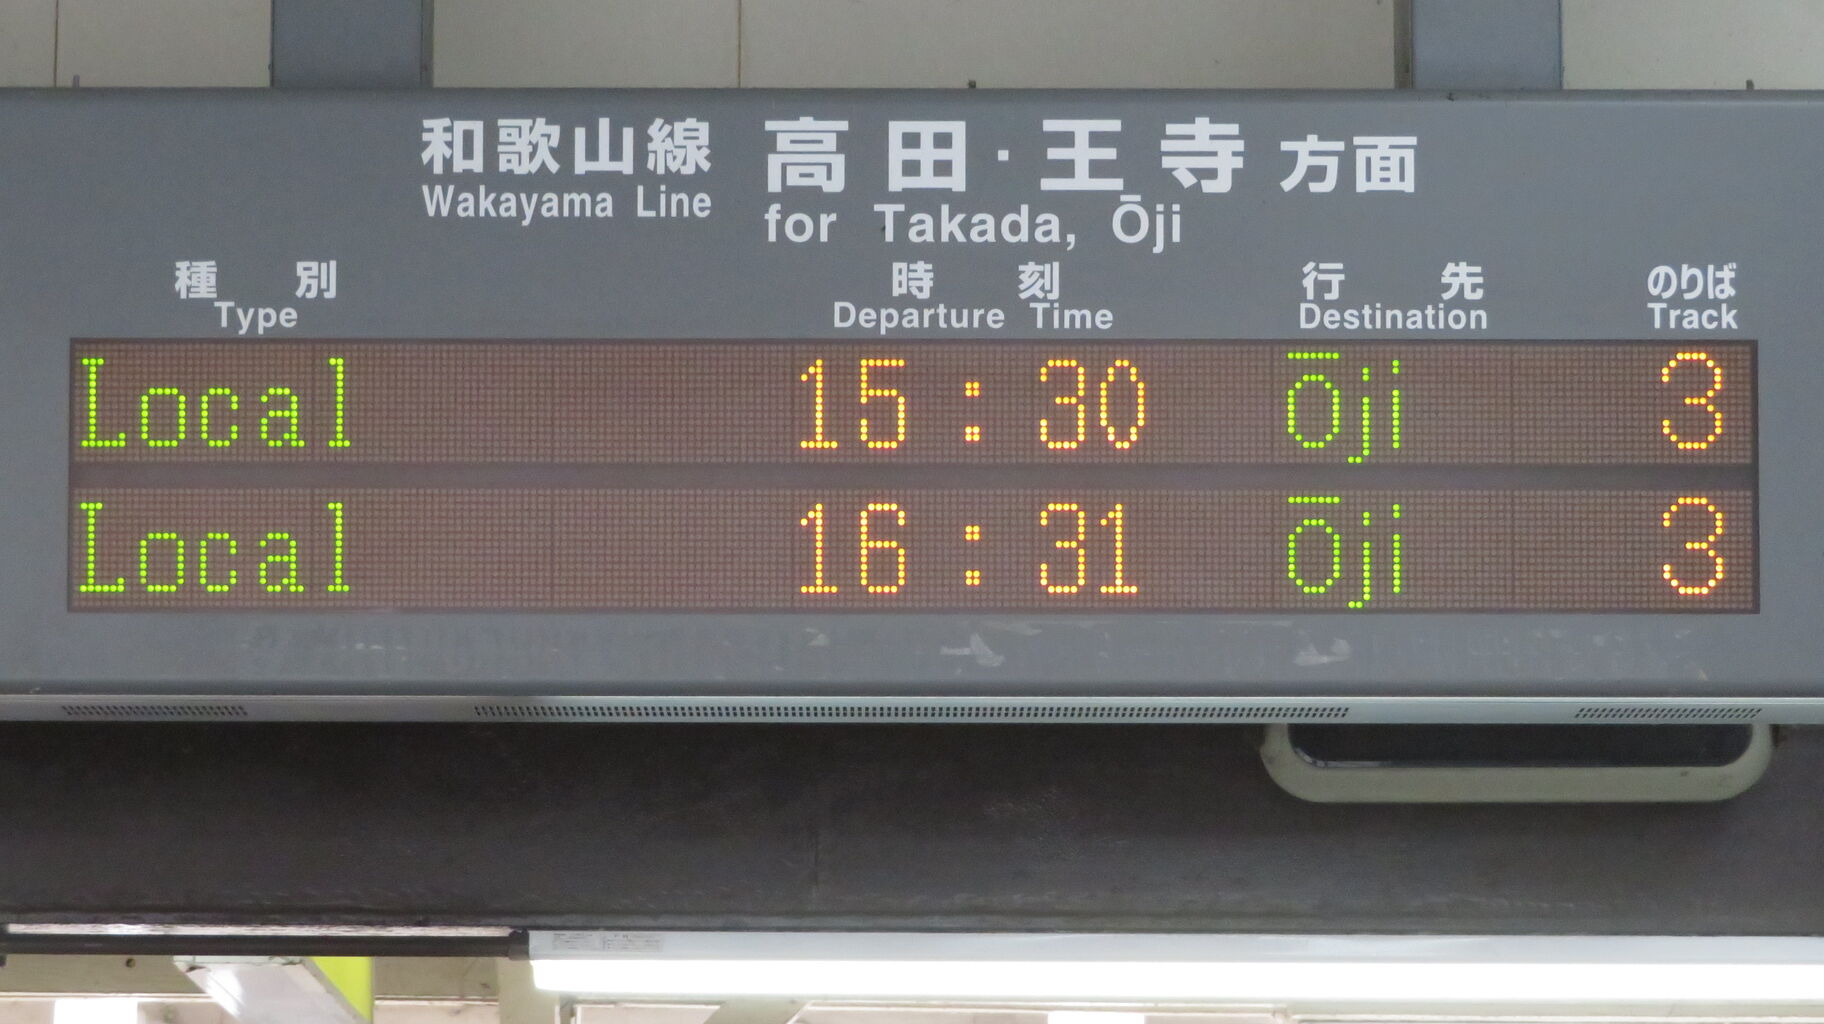 和歌山線 高田・王寺 方面
Wakayama Line for Takada, Ōji
種別 時刻 行先 のりば
Type Departure Time Destination Track
Local 15:30 Ōji 3
Local 16:31 Ōji 3